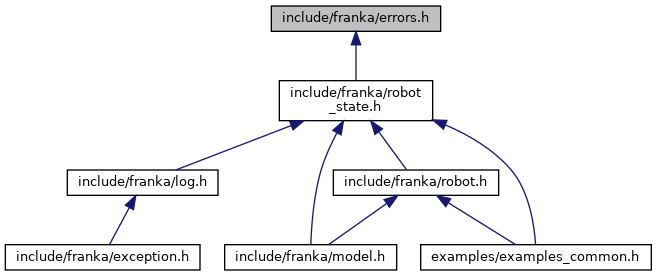 include/franka/errors.h
include/franka/robot
_state.h
include/franka/log.h
include/franka/robot.h
include/franka/exception.h
include/franka/model.h
examples/examples_common.h